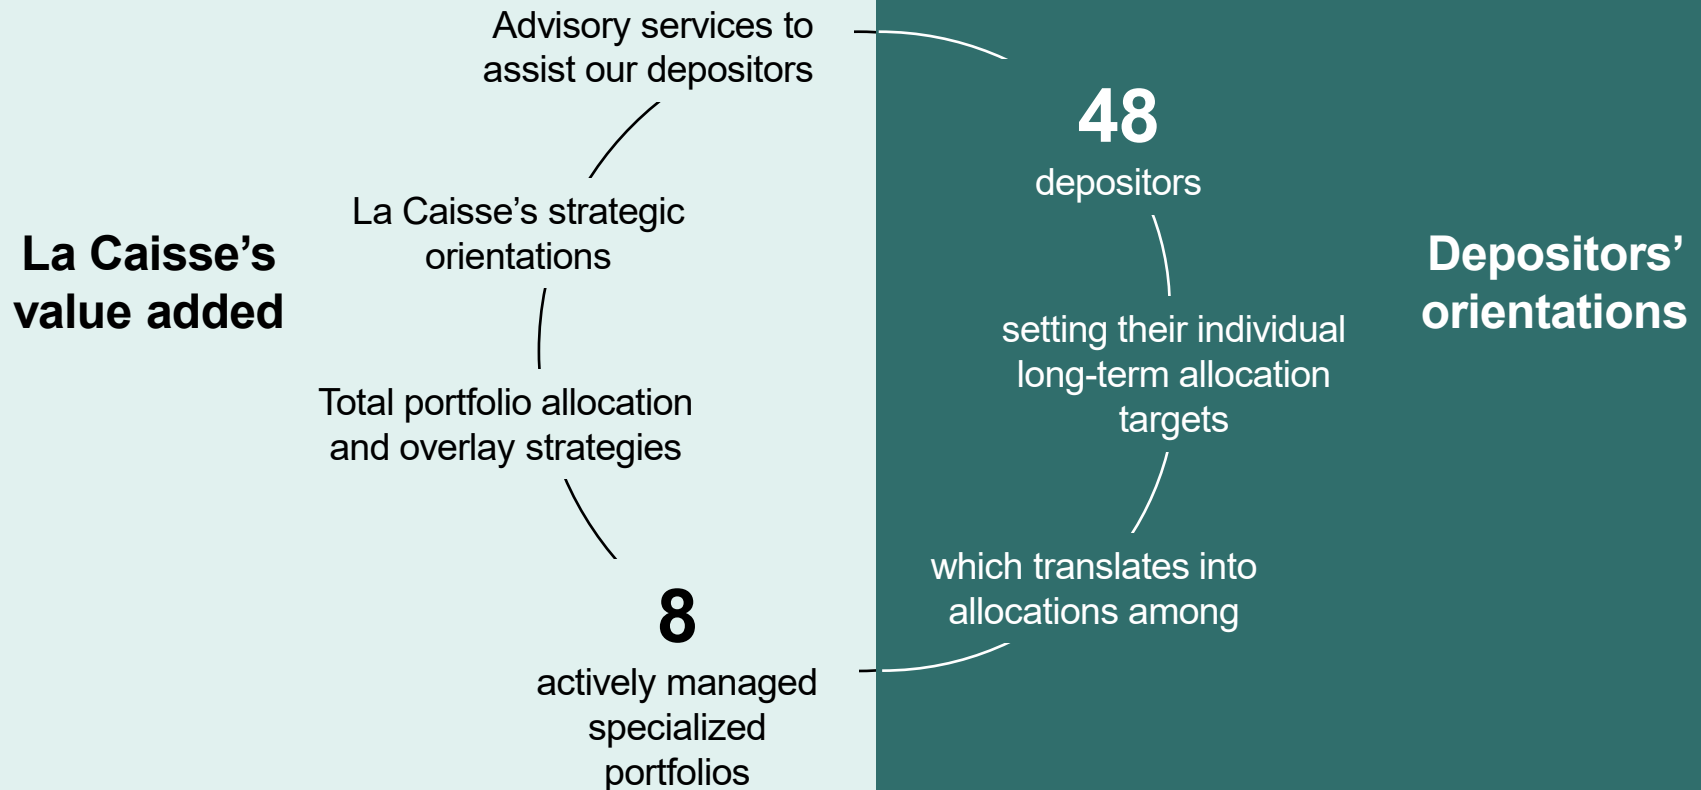 La Caisse’s
value added
Advisory services to
assist our depositors
La Caisse’s strategic
orientations
Total portfolio allocation
and overlay strategies
8
actively managed
specialized
portfolios
48
depositors
setting their individual
long-term allocation
targets
which translates into
allocations among
Depositors’
orientations